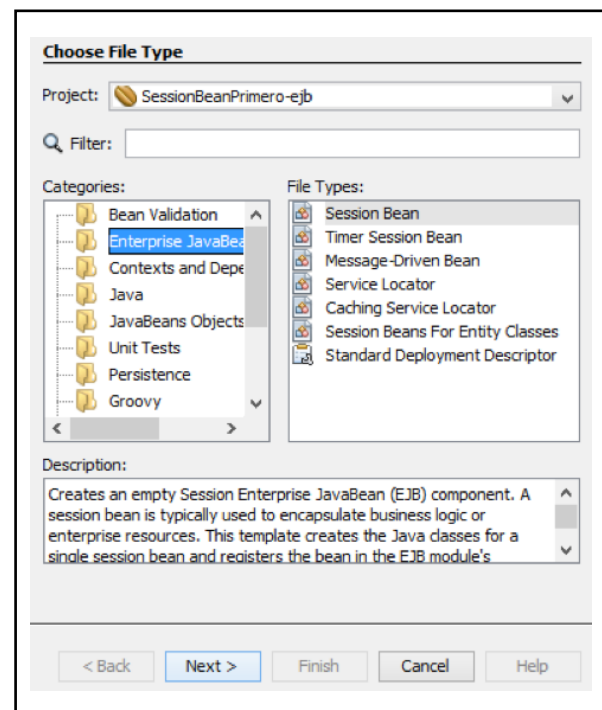 Choose File Type
Project: SessionBeanPrimero-ejb
Filter:
Categories:
Bean Validation
Enterprise JavaBea
Contexts and Depe
Java
JavaBeans Objects
Unit Tests
Persistence
Groovy
File Types:
Session Bean
Timer Session Bean
Message-Driven Bean
Service Locator
Caching Service Locator
Session Beans For Entity Classes
Standard Deployment Descriptor
Description:
Creates an empty Session Enterprise JavaBean (EJB) component. A
session bean is typically used to encapsulate business logic or
enterprise resources. This template creates the Java classes for a
single session bean and registers the bean in the EJB module's
< Back Next > Finish Cancel Help